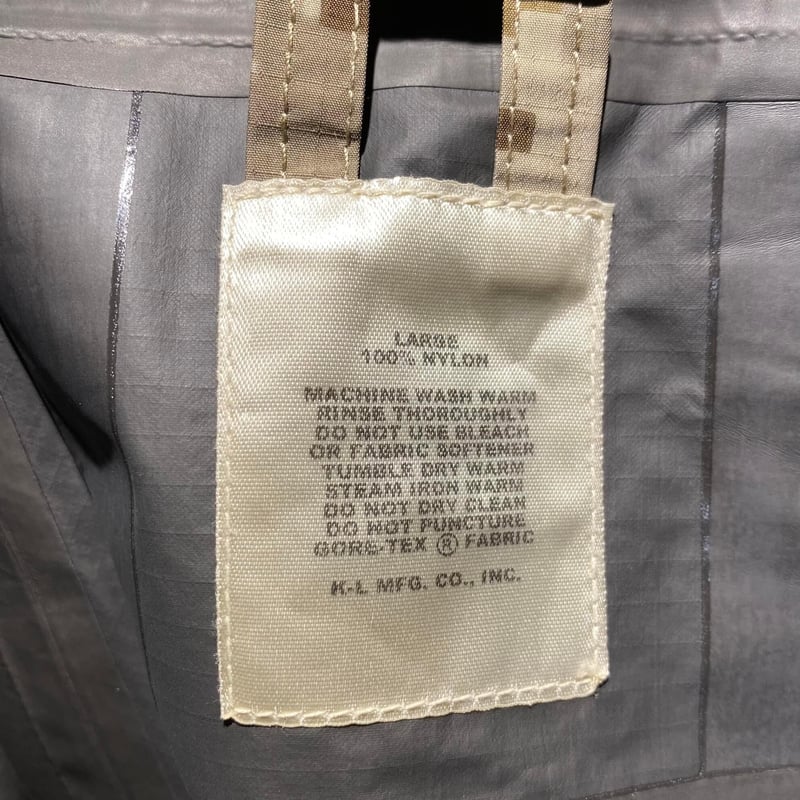 LARGE
100% NYLON
MACHINE WASH WARM
RINSE THOROUGHLY
DO NOT USE BLEACH
OR FABRIC SOFTENER
TUMBLE DRY WARM
STEAM IRON WARM
DO NOT DRY CLEAN
DO NOT PUNCTURE
GORE-TEX ® FABRIC
K-L MFG. CO., INC.